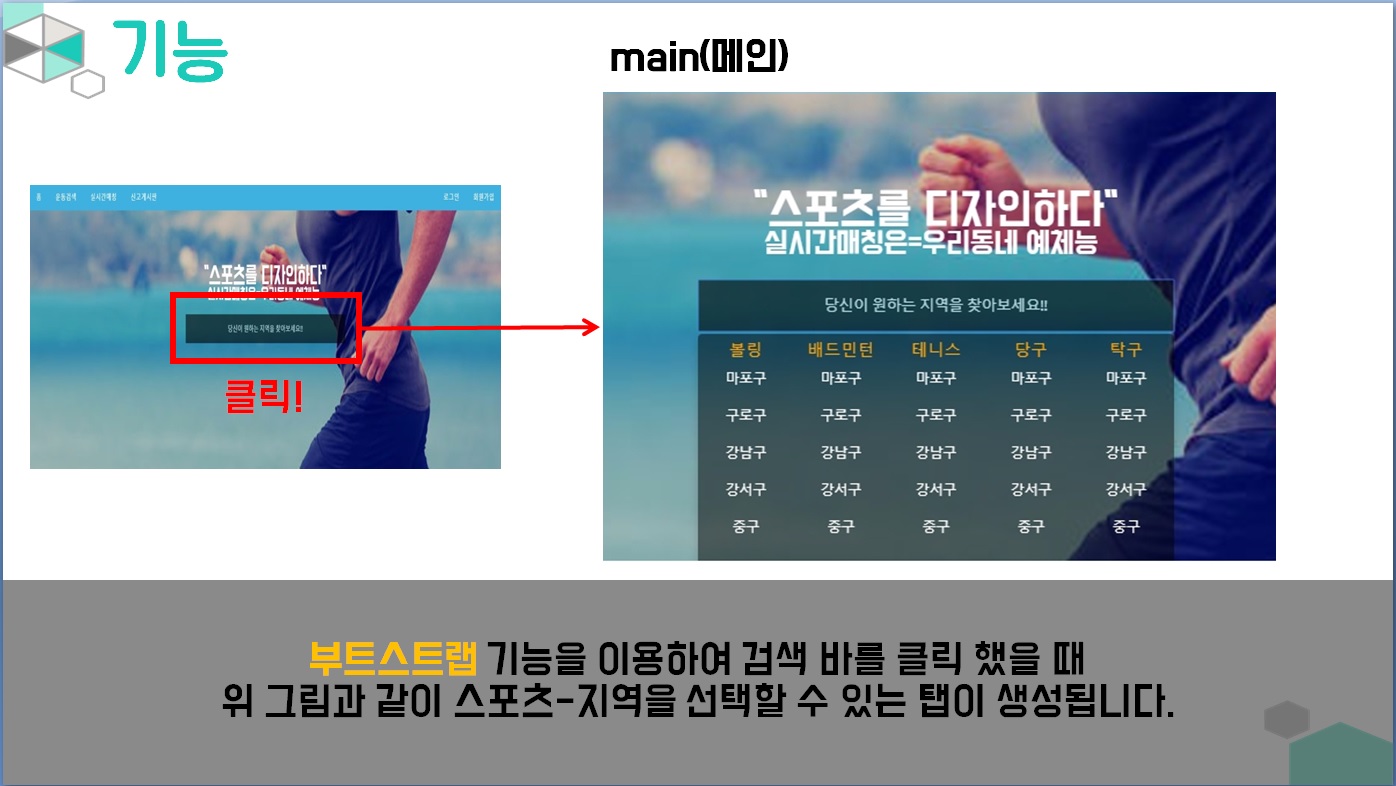 기능
main(메인)
홈 운동검색 실시간매칭 신고게시판 로그인 회원가입
"스포츠를 디자인하다"
실시간매칭은=우리동네 예체능
당신이 원하는 지역을 찾아보세요!!
클릭!
"스포츠를 디자인하다"
실시간매칭은=우리동네 예체능
당신이 원하는 지역을 찾아보세요!!
볼링 배드민턴 테니스 당구 탁구
마포구 마포구 마포구 마포구 마포구
구로구 구로구 구로구 구로구 구로구
강남구 강남구 강남구 강남구 강남구
강서구 강서구 강서구 강서구 강서구
중구 중구 중구 중구 중구
부트스트랩 기능을 이용하여 검색 바를 클릭 했을 때
위 그림과 같이 스포츠-지역을 선택할 수 있는 탭이 생성됩니다.